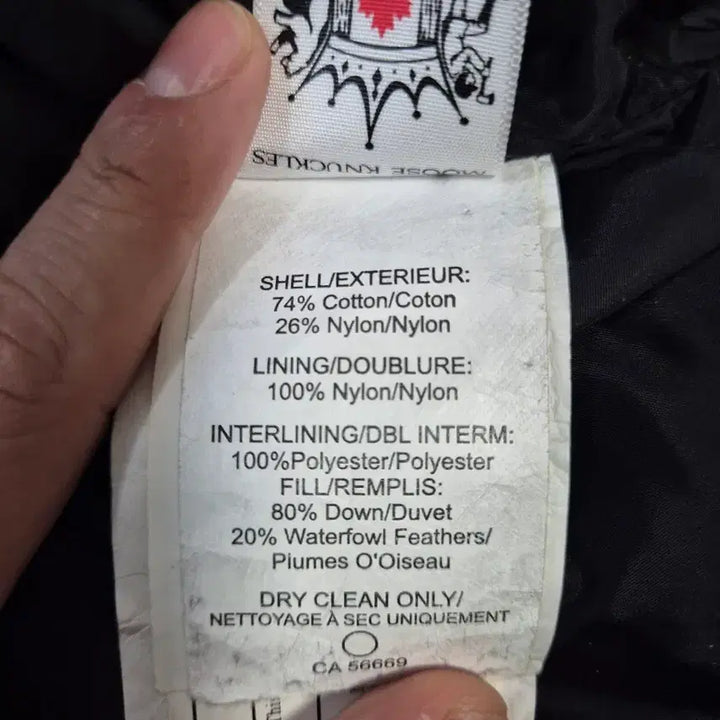 MOOSE KNUCKLES
SHELL/EXTERIEUR:
74% Cotton/Coton
26% Nylon/Nylon
LINING/DOUBLURE:
100% Nylon/Nylon
INTERLINING/DBL INTERM:
100%Polyester/Polyester
FILL/REMPLIS:
80% Down/Duvet
20% Waterfowl Feathers/
Plumes O'Oiseau
DRY CLEAN ONLY/
NETTOYAGE À SEC UNIQUEMENT
CA 56669
This